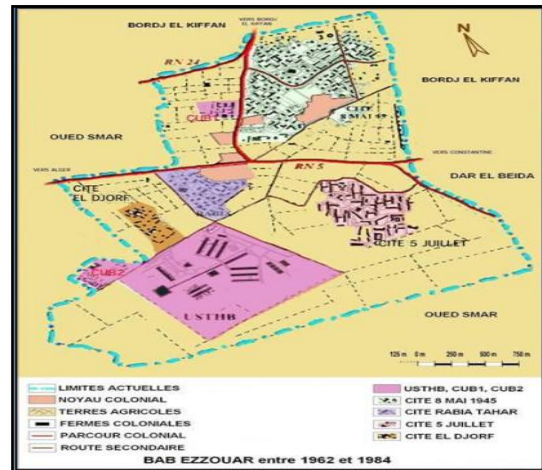 BORDJ EL KIFFAN
VERS BORDJ
EL KIFFAN
N
RN 24
BORDJ EL KIFFAN
CUB1
CITE
8 MAI 45
OUED SMAR
VERS CONSTANTINE
VERS ALGER
RN 5
DAR EL BEIDA
CITE
EL DJORF
CITE 5 JUILLET
CUB2
USTHB
OUED SMAR
125 m 0 m 250 m 500 m 750 m
LIMITES ACTUELLES
NOYAU COLONIAL
TERRES AGRICOLES
FERMES COLONIALES
PARCOUR COLONIAL
ROUTE SECONDAIRE
USTHB, CUB1, CUB2
CITE 8 MAI 1945
CITE RABIA TAHAR
CITE 5 JUILLET
CITE EL DJORF
BAB EZZOUAR entre 1962 et 1984